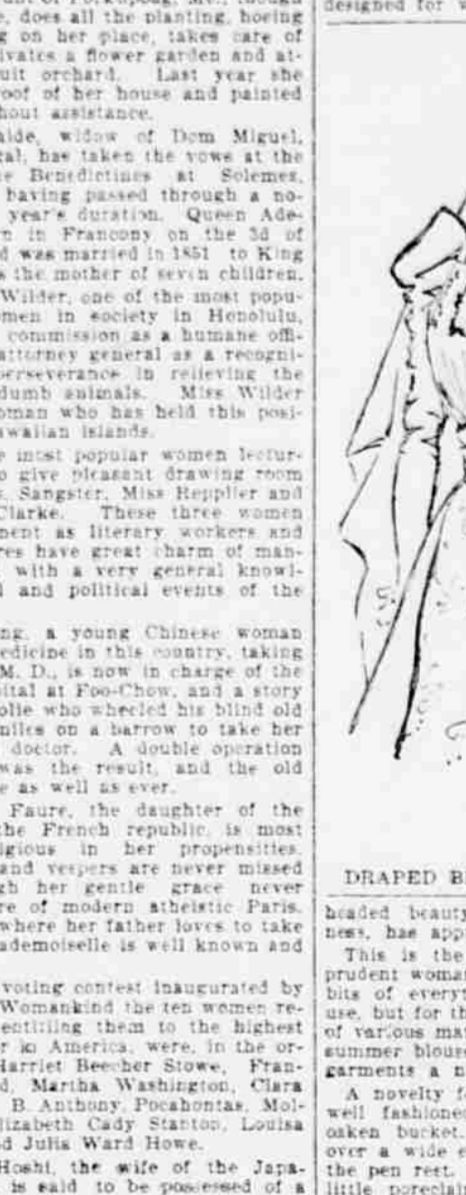 does all the planting, hoeing
g on her place, takes care of
ivates a flower garden and at-
uit orchard. Last year she
oof of her house and painted
hout assistance.
aide, widow of Dom Miguel,
gal, has taken the vows at the
e Benedictines at Solemes,
having passed through a no-
year's duration. Queen Ade-
n in Francony on the 3d of
d was married in 1851 to King
s the mother of seven children.
Wilder, one of the most popu-
omen in society in Honolulu,
commission as a humane offi-
attorney general as a recogni-
perseverance in relieving the
dumb animals. Miss Wilder
oman who has held this posi-
awaiian islands.
e most popular women lectur-
o give pleasant drawing room
s. Sangster, Miss Repplier and
Clarke. These three women
nent as literary workers and
res have great charm of man-
with a very general knowl-
l and political events of the
ng, a young Chinese woman
edicine in this country, taking
M. D., is now in charge of the
pital at Foo-Chow, and a story
olie who wheeled his blind old
miles on a barrow to take her
doctor. A double operation
was the result, and the old
e as well as ever.
Faure, the daughter of the
the French republic, is most
igious in her propensities.
and vespers are never missed
gh her gentle grace never
re of modern atheistic Paris.
where her father loves to take
ademoiselle is well known and
voting contest inaugurated by
Womankind the ten women re-
entitling them to the highest
r in America, were, in the or-
Harriet Beecher Stowe, Fran-
d, Martha Washington, Clara
B. Anthony, Pocahontas, Mol-
lizabeth Cady Stanton, Louisa
d Julia Ward Howe.
Hoshi, the wife of the Japa-
is said to be possessed of a
designed for w
DRAPED B
headed beauty
ness, has app
This is the
prudent woman
bits of everyt
use, but for th
of various mat
summer blouse
garments a n
A novelty f
well fashione
oaken bucket.
over a wide e
the pen rest.
little porcelain